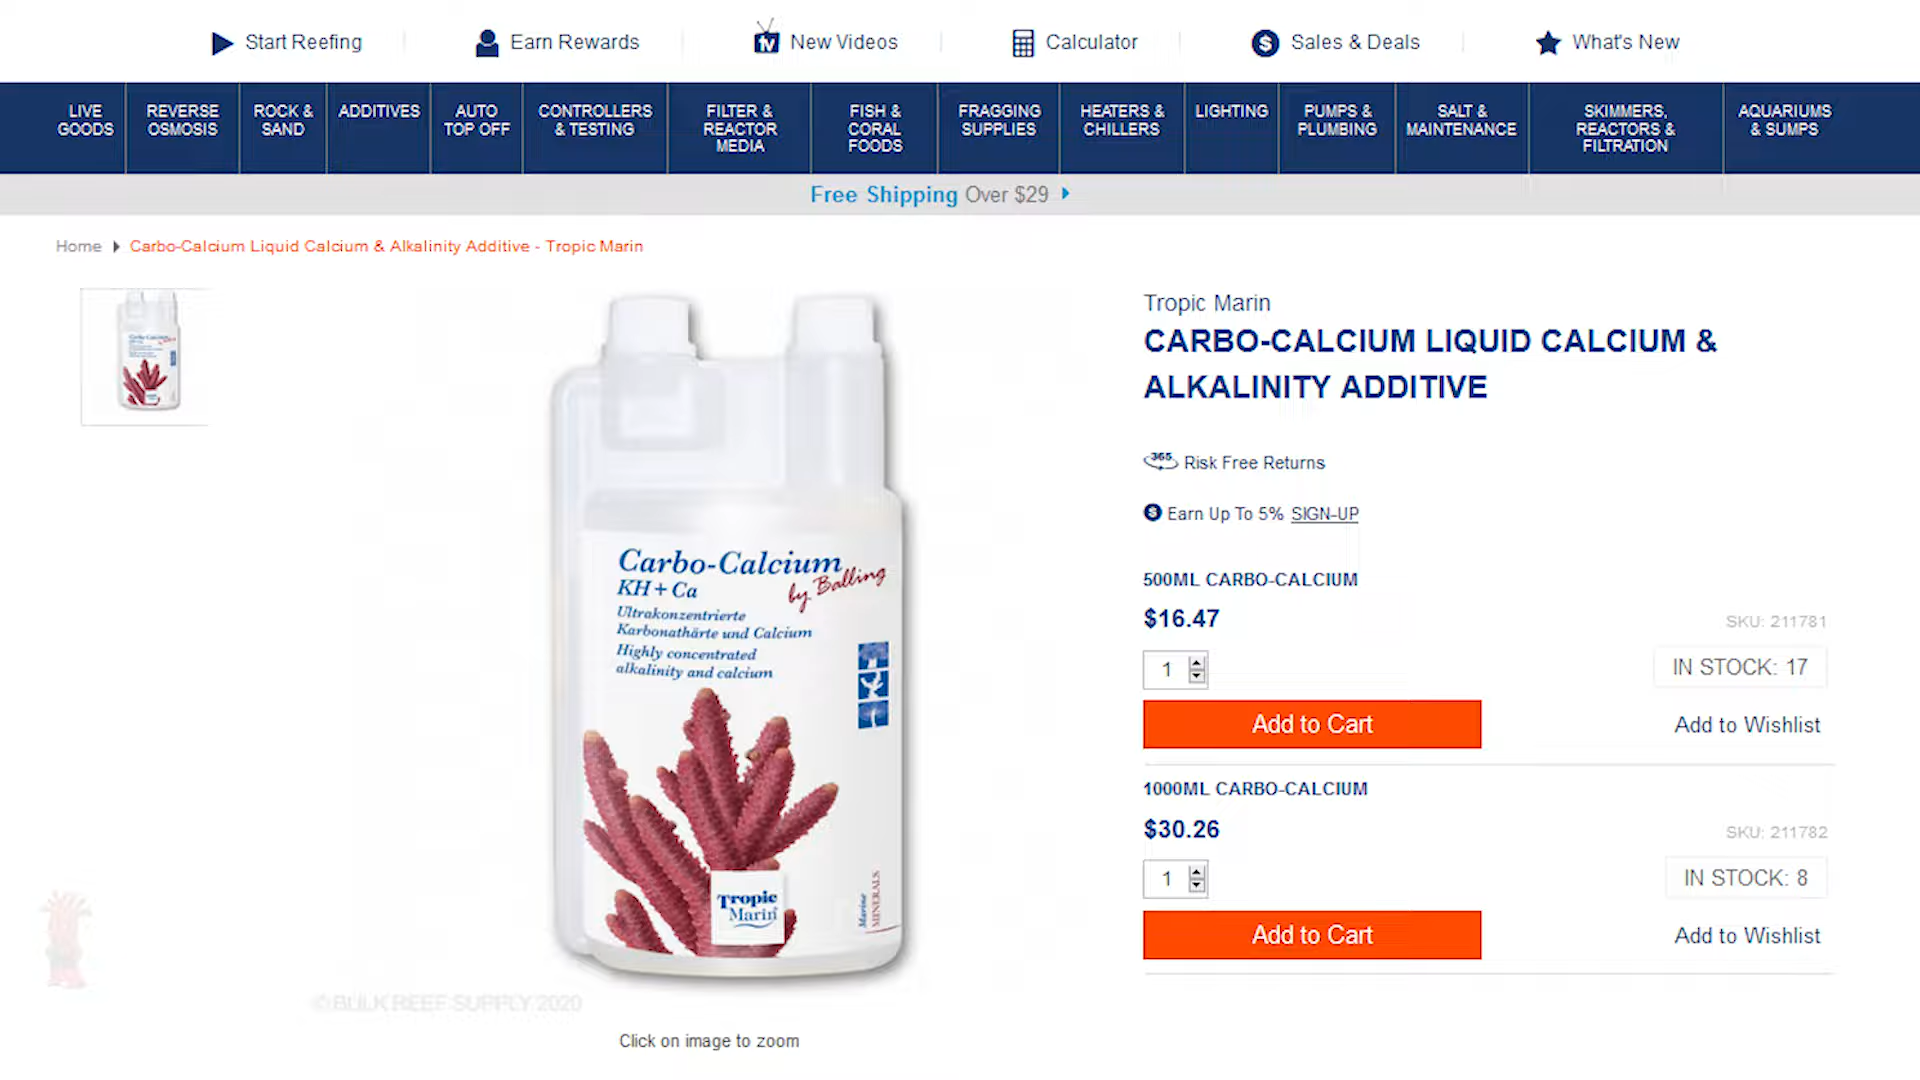 Start Reefing
Earn Rewards
tv
New Videos
Calculator
Sales & Deals
What's New
LIVE
GOODS
REVERSE
OSMOSIS
ROCK &
SAND
ADDITIVES
AUTO
TOP OFF
CONTROLLERS
& TESTING
FILTER &
REACTOR
MEDIA
FISH &
CORAL
FOODS
FRAGGING
SUPPLIES
HEATERS &
CHILLERS
LIGHTING
PUMPS &
PLUMBING
SALT &
MAINTENANCE
SKIMMERS,
REACTORS &
FILTRATION
AQUARIUMS
& SUMPS
Free Shipping Over $29
Home
Carbo-Calcium Liquid Calcium & Alkalinity Additive - Tropic Marin
Carbo-Calcium
by Balling
KH + Ca
Ultrakonzentrierte
Karbonathärte und Calcium
Highly concentrated
alkalinity and calcium
Tropic
Marin
Marine
MINERALS
© BULK REEF SUPPLY 2020
Click on image to zoom
Tropic Marin
CARBO-CALCIUM LIQUID CALCIUM &
ALKALINITY ADDITIVE
365 Risk Free Returns
$ Earn Up To 5% SIGN-UP
500ML CARBO-CALCIUM
$16.47
SKU: 211781
1
IN STOCK: 17
Add to Cart
Add to Wishlist
1000ML CARBO-CALCIUM
$30.26
SKU: 211782
1
IN STOCK: 8
Add to Cart
Add to Wishlist